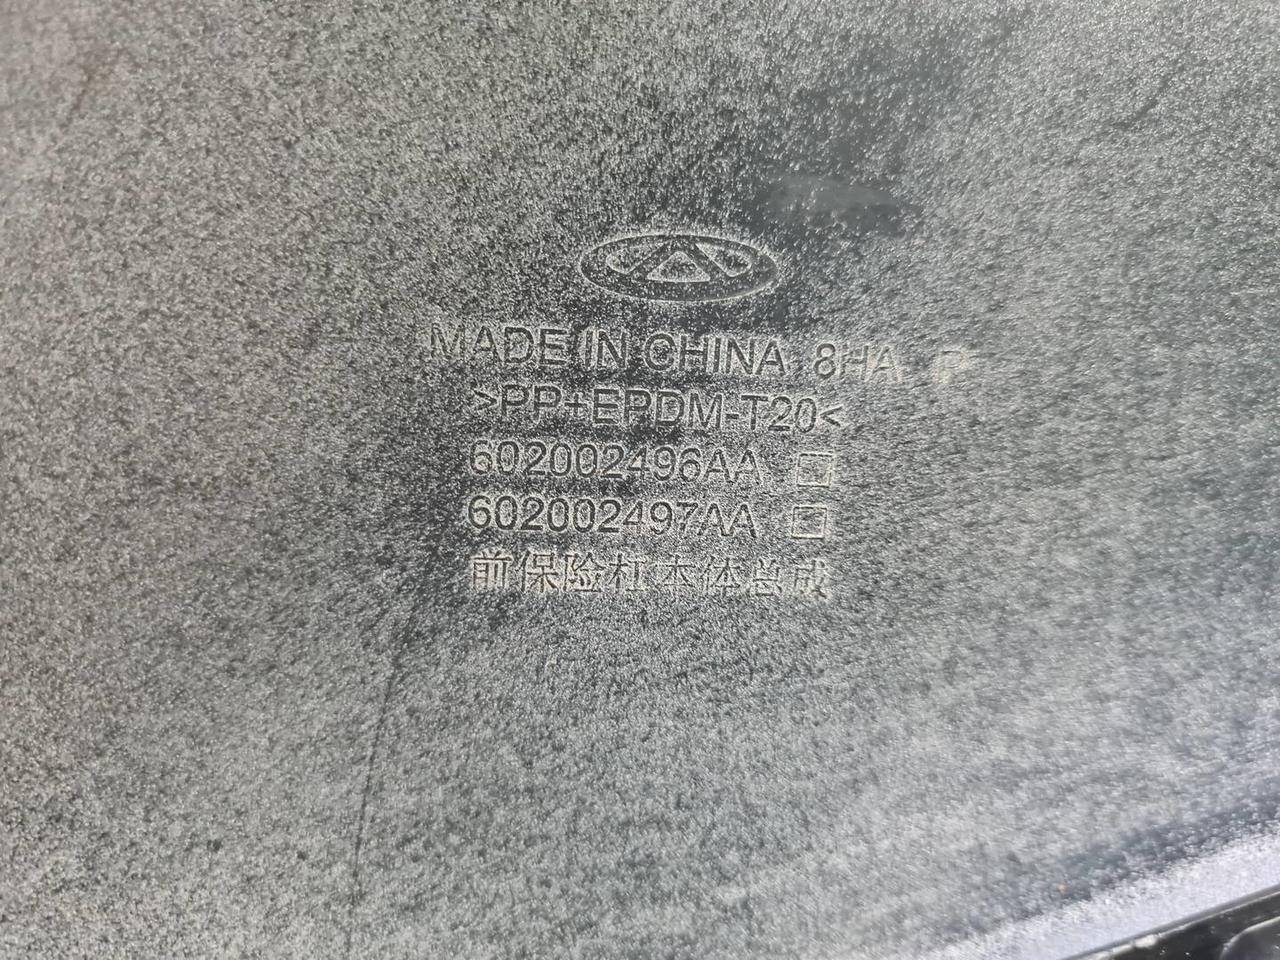 MADE IN CHINA 8HA P
>PP+EPDM-T20<
602002496AA □
602002497AA □
前保险杠本体总成